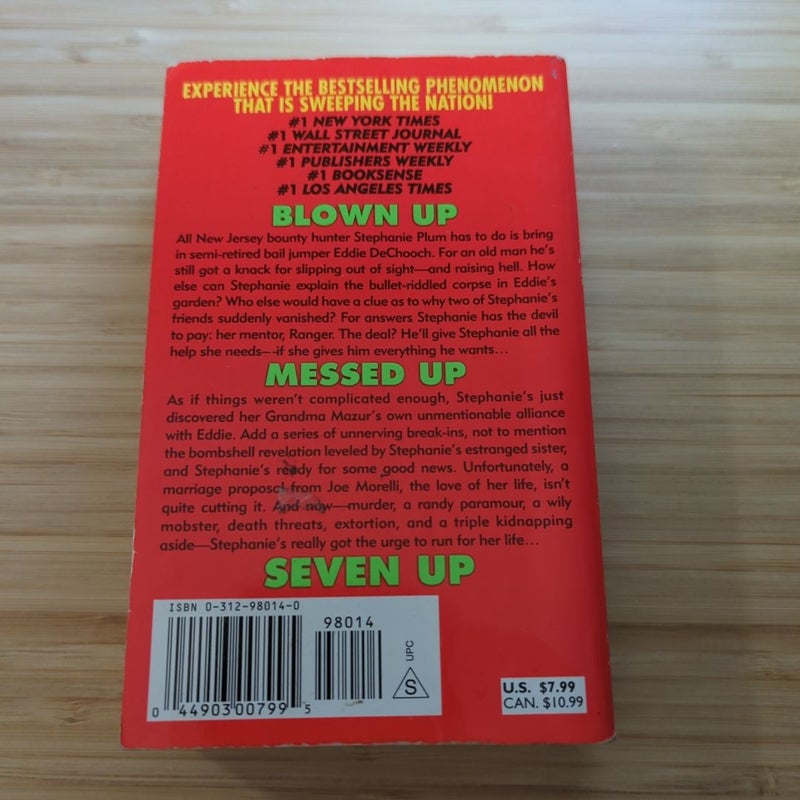 EXPERIENCE THE BESTSELLING PHENOMENON
THAT IS SWEEPING THE NATION!
#1 NEW YORK TIMES
#1 WALL STREET JOURNAL
#1 ENTERTAINMENT WEEKLY
#1 PUBLISHERS WEEKLY
#1 BOOKSENSE
#1 LOS ANGELES TIMES
BLOWN UP
All New Jersey bounty hunter Stephanie Plum has to do is bring
in semi-retired bail jumper Eddie DeChooch. For an old man he's
still got a knack for slipping out of sight—and raising hell. How
else can Stephanie explain the bullet-riddled corpse in Eddie's
garden? Who else would have a clue as to why two of Stephanie's
friends suddenly vanished? For answers Stephanie has the devil
to pay: her mentor, Ranger. The deal? He'll give Stephanie all the
help she needs—if she gives him everything he wants...
MESSED UP
As if things weren't complicated enough, Stephanie's just
discovered her Grandma Mazur's own unmentionable alliance
with Eddie. Add a series of unnerving break-ins, not to mention
the bombshell revelation leveled by Stephanie's estranged sister,
and Stephanie's ready for some good news. Unfortunately, a
marriage proposal from Joe Morelli, the love of her life, isn't
quite cutting it. And now—murder, a randy paramour, a wily
mobster, death threats, extortion, and a triple kidnapping
aside—Stephanie's really got the urge to run for her life...
SEVEN UP
ISBN 0-312-98014-0
98014
UPC
S
0 44903 00799 5
U.S. $7.99
CAN. $10.99